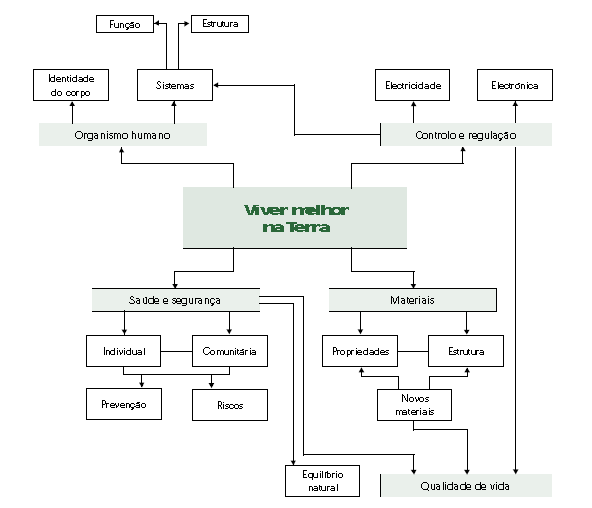 Função
Estrutura
Identidade
do corpo
Sistemas
Electricidade
Electrónica
Organismo humano
Controlo e regulação
Viver melhor
na Terra
Saúde e segurança
Materiais
Individual
Comunitária
Propriedades
Estrutura
Prevenção
Riscos
Novos
materiais
Equilíbrio
natural
Qualidade de vida